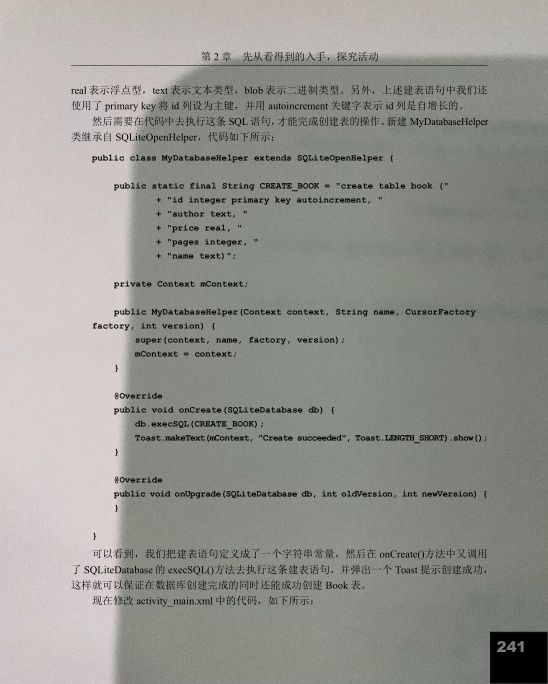 第 2 章　先从看得到的入手，探究活动
real 表示浮点型，text 表示文本类型，blob 表示二进制类型。另外，上述建表语句中我们还
使用了 primary key 将 id 列设为主键，并用 autoincrement 关键字表示 id 列是自增长的。
然后需要在代码中去执行这条 SQL 语句，才能完成创建表的操作。新建 MyDatabaseHelper
类继承自 SQLiteOpenHelper，代码如下所示：
public class MyDatabaseHelper extends SQLiteOpenHelper {
public static final String CREATE_BOOK = "create table book ("
+ "id integer primary key autoincrement, "
+ "author text, "
+ "price real, "
+ "pages integer, "
+ "name text)";
private Context mContext;
public MyDatabaseHelper(Context context, String name, CursorFactory
factory, int version) {
super(context, name, factory, version);
mContext = context;
}
@Override
public void onCreate(SQLiteDatabase db) {
db.execSQL(CREATE_BOOK);
Toast.makeText(mContext, "Create succeeded", Toast.LENGTH_SHORT).show();
}
@Override
public void onUpgrade(SQLiteDatabase db, int oldVersion, int newVersion) {
}
}
可以看到，我们把建表语句定义成了一个字符串常量，然后在 onCreate()方法中又调用
了 SQLiteDatabase 的 execSQL()方法去执行这条建表语句，并弹出一个 Toast 提示创建成功，
这样就可以保证在数据库创建完成的同时还能成功创建 Book 表。
现在修改 activity_main.xml 中的代码，如下所示：
241